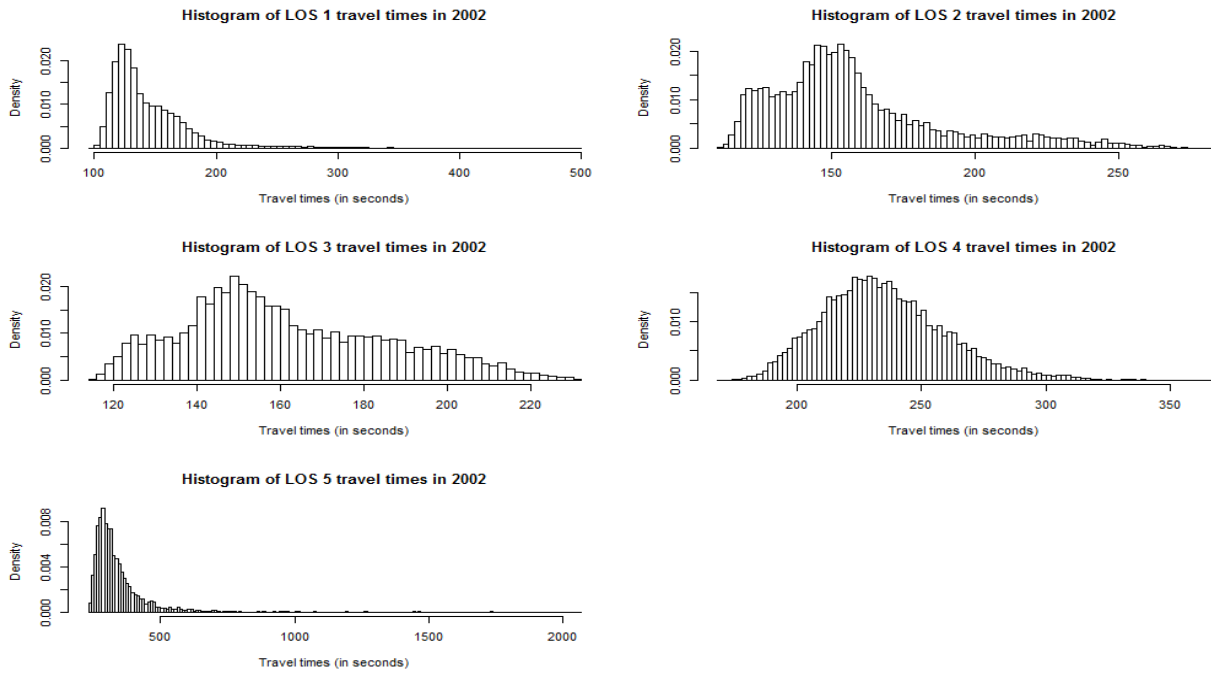 Histogram of LOS 1 travel times in 2002
Density
0.000 0.010 0.020
100 200 300 400 500
Travel times (in seconds)
Histogram of LOS 2 travel times in 2002
Density
0.000 0.010 0.020
150 200 250
Travel times (in seconds)
Histogram of LOS 3 travel times in 2002
Density
0.000 0.010 0.020
120 140 160 180 200 220
Travel times (in seconds)
Histogram of LOS 4 travel times in 2002
Density
0.000 0.010
200 250 300 350
Travel times (in seconds)
Histogram of LOS 5 travel times in 2002
Density
0.000 0.004 0.008
500 1000 1500 2000
Travel times (in seconds)